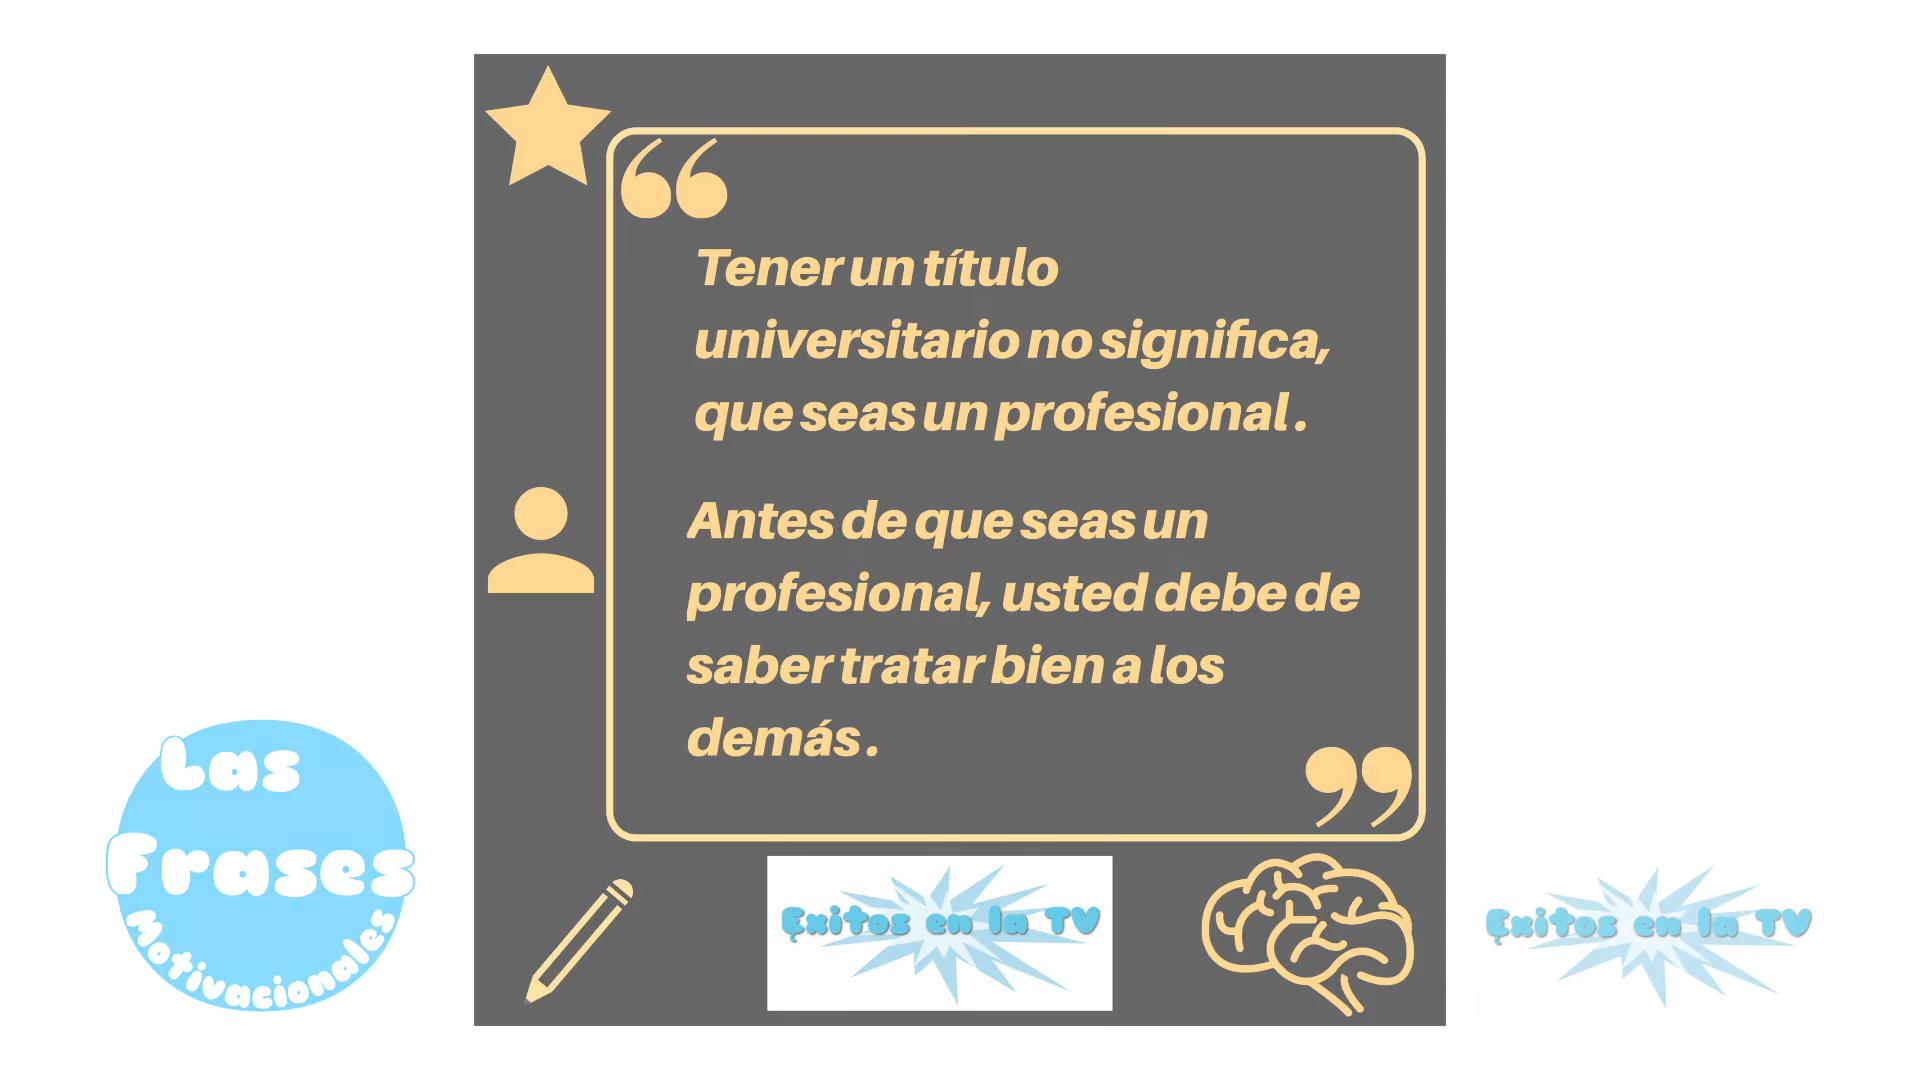 Tener un título
universitario no significa,
que seas un profesional.
Antes de que seas un
profesional, usted debe de
saber tratar bien a los
demás.
Las
Frases
Motivacionales
Exitos en la TV
Exitos en la TV